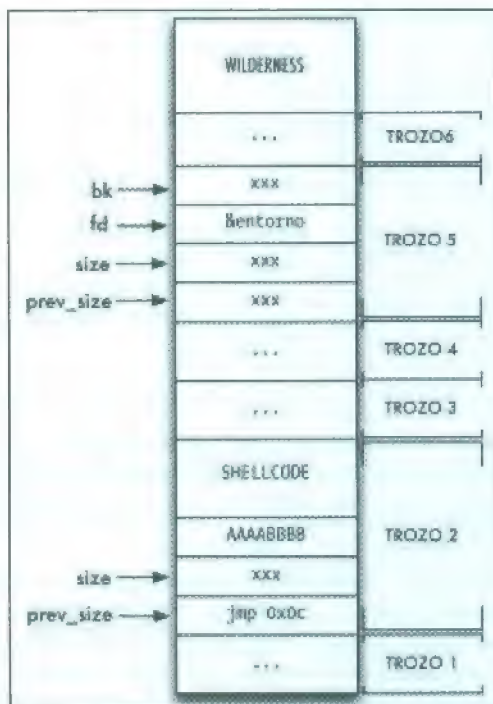 WILDERNESS
... TROZO6
bk xxx
fd &entorno TROZO 5
size xxx
prev_size xxx
... TROZO 4
... TROZO 3
SHELLCODE
AAAABBBB TROZO 2
size xxx
prev_size jmp 0x0c
... TROZO 1